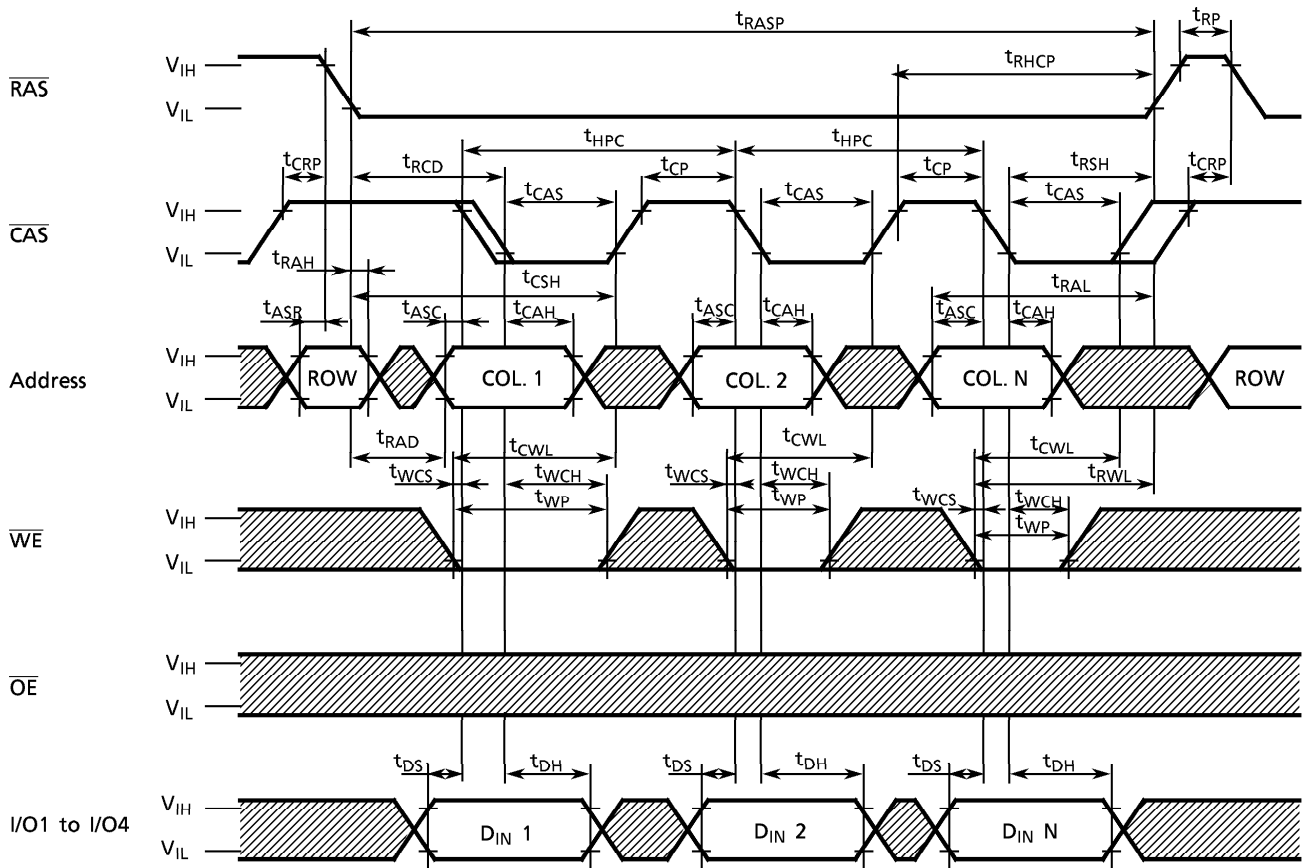 tRASP
tRP
tRHCP
RAS
VIH
VIL
tHPC
tHPC
tCRP
tRCD
tCP
tCP
tRSH
tCRP
tCAS
tCAS
tCAS
CAS
VIH
VIL
tRAH
tCSH
tRAL
tASR
tASC
tCAH
tASC
tCAH
tASC
tCAH
Address
VIH
VIL
ROW
COL. 1
COL. 2
COL. N
ROW
tRAD
tCWL
tCWL
tCWL
tWCS
tWCH
tWCS
tWCH
tRWL
tWP
tWP
tWCS
tWCH
tWP
WE
VIH
VIL
OE
VIH
VIL
tDS
tDH
tDS
tDH
tDS
tDH
I/O1 to I/O4
VIH
VIL
DIN 1
DIN 2
DIN N